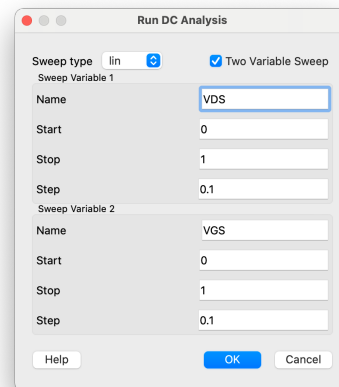 Run DC Analysis
Sweep type lin Two Variable Sweep
Sweep Variable 1
Name VDS
Start 0
Stop 1
Step 0.1
Sweep Variable 2
Name VGS
Start 0
Stop 1
Step 0.1
Help OK Cancel